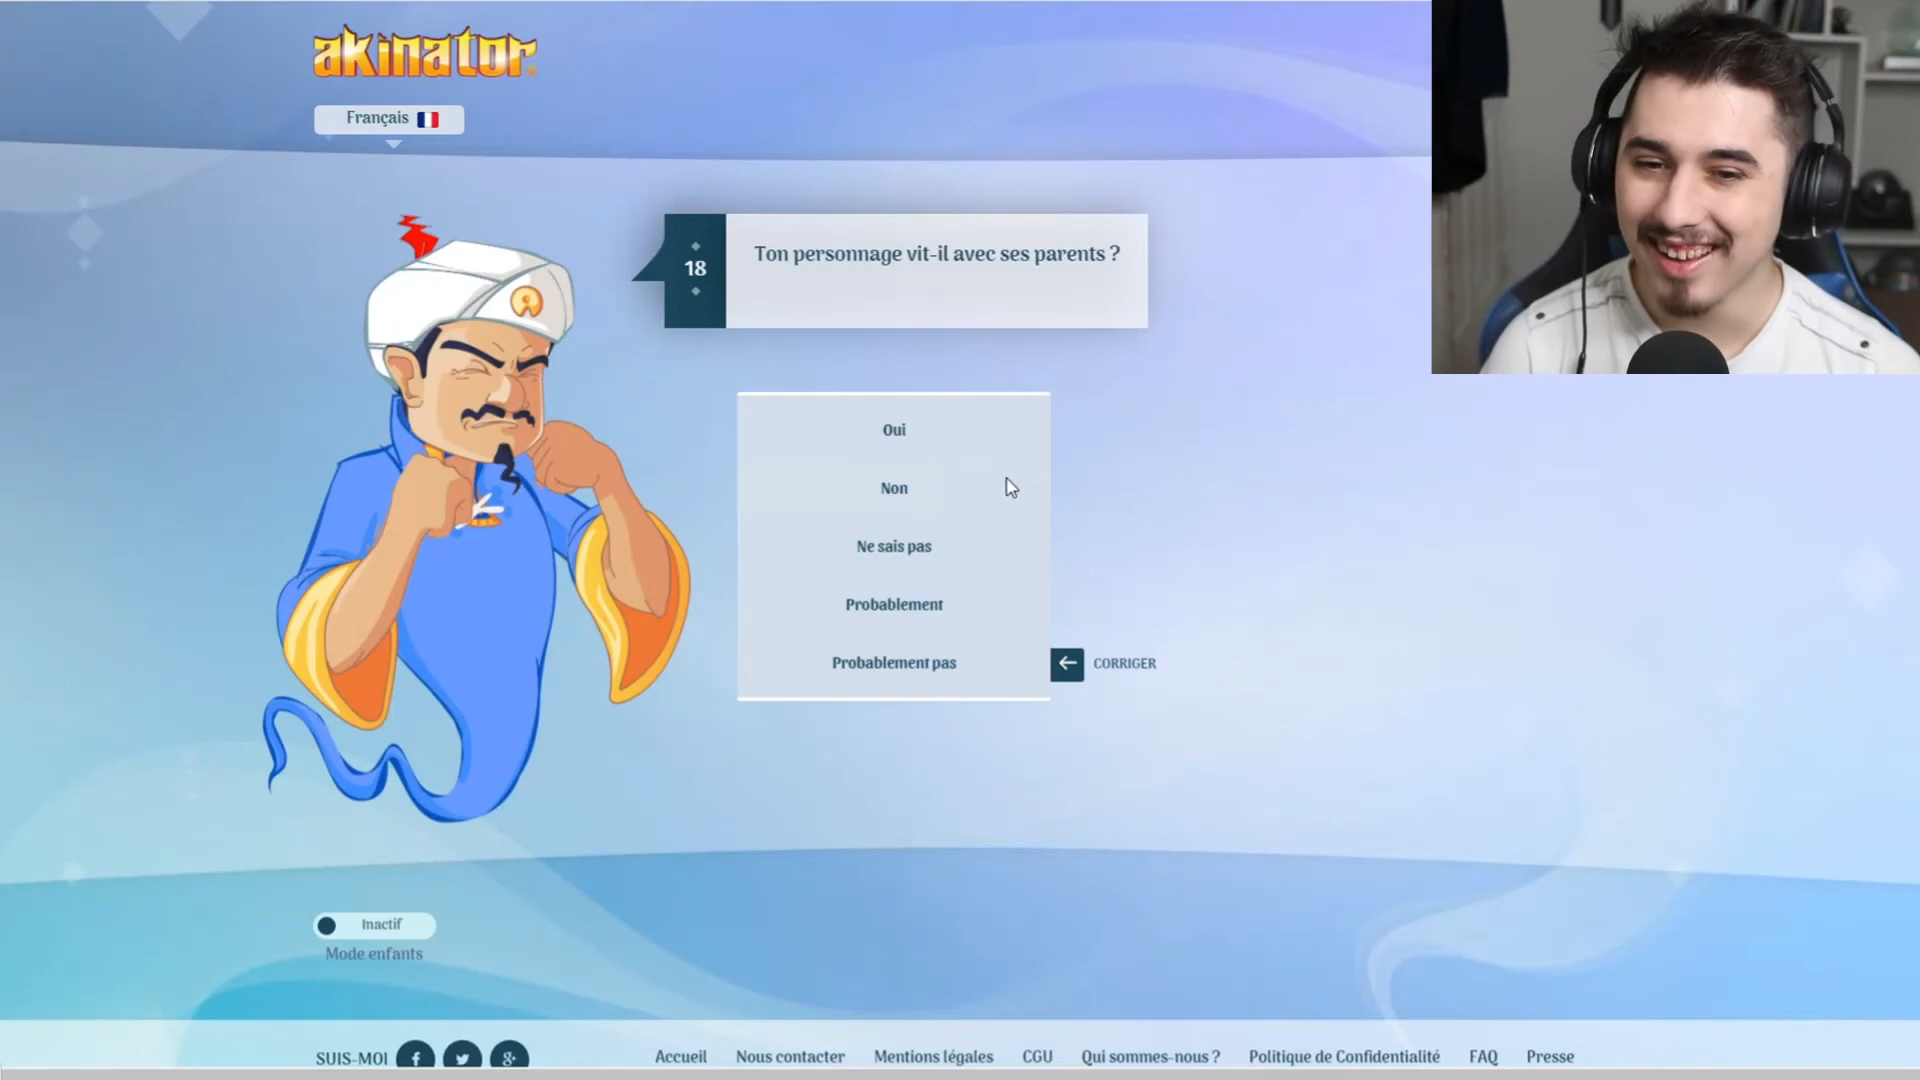 akinator
Français
18
Ton personnage vit-il avec ses parents ?
Oui
Non
Ne sais pas
Probablement
Probablement pas
CORRIGER
Inactif
Mode enfants
SUIS-MOI
Accueil Nous contacter Mentions légales CGU Qui sommes-nous ? Politique de Confidentialité FAQ Presse